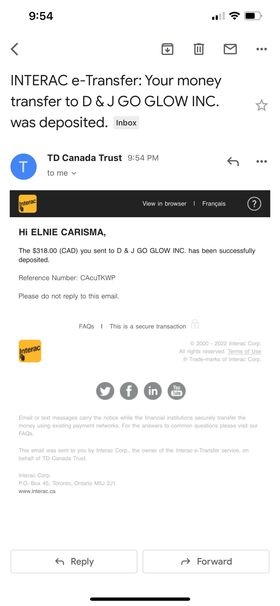 9:54
INTERAC e-Transfer: Your money
transfer to D & J GO GLOW INC.
was deposited. Inbox
T
TD Canada Trust 9:54 PM
to me
Interac
View in browser | Français ?
Hi ELNIE CARISMA,
The $318.00 (CAD) you sent to D & J GO GLOW INC. has been successfully
deposited.
Reference Number: CAcuTKWP
Please do not reply to this email.
FAQs | This is a secure transaction
Interac
© 2000 - 2022 Interac Corp.
All rights reserved. Terms of Use
® Trade-marks of Interac Corp.
You
Tube
Email or text messages carry the notice while the financial institutions securely transfer the
money using existing payment networks. For the answers to common questions please visit our
FAQs.
This email was sent to you by Interac Corp., the owner of the Interac e-Transfer service, on
behalf of TD Canada Trust.
Interac Corp.
P.O. Box 45, Toronto, Ontario M5J 2J1
www.interac.ca
Reply
Forward